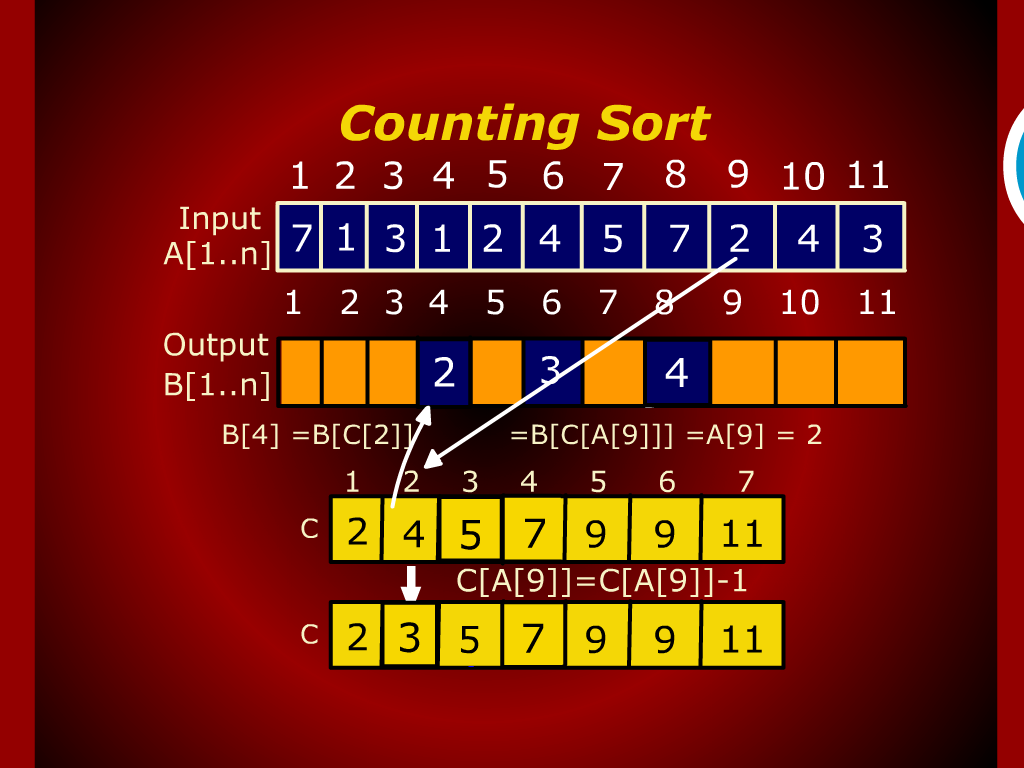 Counting Sort
1 2 3 4 5 6 7 8 9 10 11
Input
A[1..n]
7 1 3 1 2 4 5 7 2 4 3
1 2 3 4 5 6 7 8 9 10 11
Output
B[1..n]
2 3 4
B[4] =B[C[2]] =B[C[A[9]]] =A[9] = 2
1 2 3 4 5 6 7
C 2 4 5 7 9 9 11
C[A[9]]=C[A[9]]-1
C 2 3 5 7 9 9 11